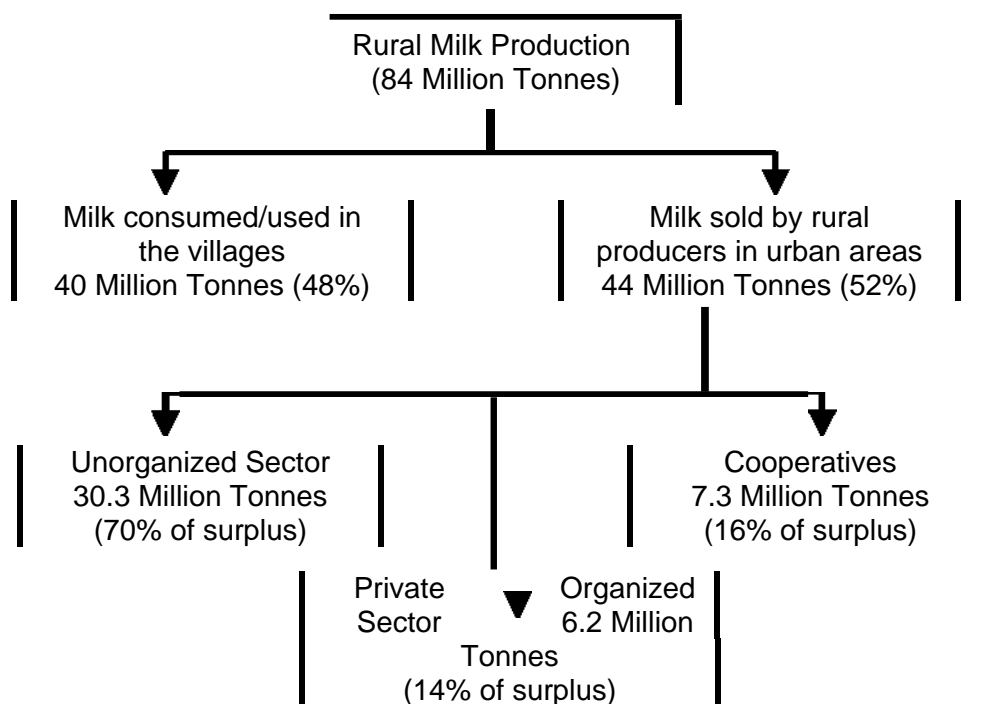 Rural Milk Production
(84 Million Tonnes)
Milk consumed/used in
the villages
40 Million Tonnes (48%)
Milk sold by rural
producers in urban areas
44 Million Tonnes (52%)
Unorganized Sector
30.3 Million Tonnes
(70% of surplus)
Cooperatives
7.3 Million Tonnes
(16% of surplus)
Private Organized
Sector 6.2 Million
Tonnes
(14% of surplus)